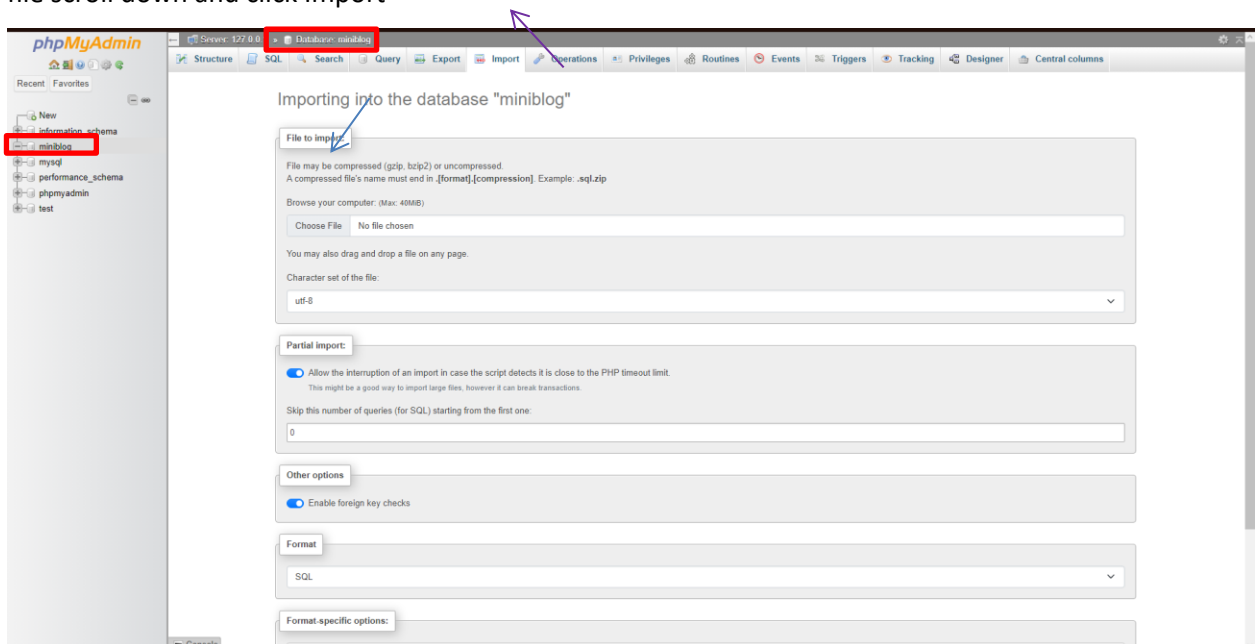 file scroll down and click import
phpMyAdmin
Server: 127.0.0. » Database: miniblog
Structure SQL Search Query Export Import Operations Privileges Routines Events Triggers Tracking Designer Central columns
Recent Favorites
New
information_schema
miniblog
mysql
performance_schema
phpmyadmin
test
Importing into the database "miniblog"
File to import:
File may be compressed (gzip, bzip2) or uncompressed.
A compressed file's name must end in .[format].[compression]. Example: .sql.zip
Browse your computer: (Max: 40MiB)
Choose File No file chosen
You may also drag and drop a file on any page.
Character set of the file:
utf-8
Partial import:
Allow the interruption of an import in case the script detects it is close to the PHP timeout limit.
This might be a good way to import large files, however it can break transactions.
Skip this number of queries (for SQL) starting from the first one:
0
Other options
Enable foreign key checks
Format
SQL
Format-specific options:
Console